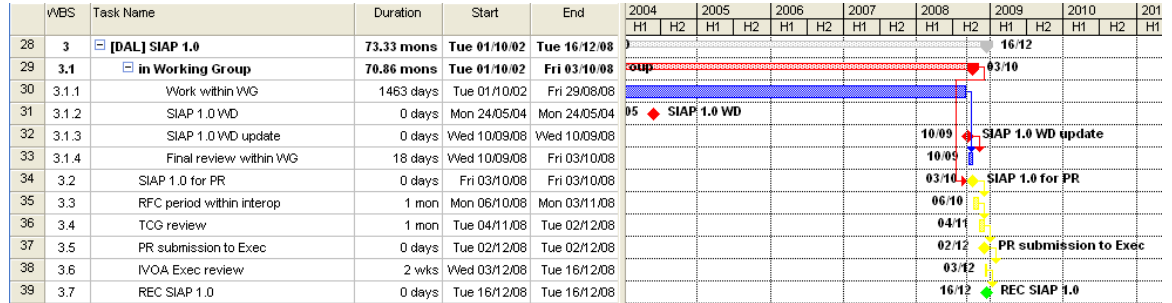 WBS Task Name Duration Start End 2004 2005 2006 2007 2008 2009 2010 201
H1 H2 H1 H2 H1 H2 H1 H2 H1 H2 H1 H2 H1 H2 H1
28 3 [DAL] SIAP 1.0 73.33 mons Tue 01/10/02 Tue 16/12/08 16/12
29 3.1 in Working Group 70.86 mons Tue 01/10/02 Fri 03/10/08 oup 03/10
30 3.1.1 Work within WG 1463 days Tue 01/10/02 Fri 29/08/08
31 3.1.2 SIAP 1.0 WD 0 days Mon 24/05/04 Mon 24/05/04 05 SIAP 1.0 WD
32 3.1.3 SIAP 1.0 WD update 0 days Wed 10/09/08 Wed 10/09/08 10/09 SIAP 1.0 WD update
33 3.1.4 Final review within WG 18 days Wed 10/09/08 Fri 03/10/08 10/09
34 3.2 SIAP 1.0 for PR 0 days Fri 03/10/08 Fri 03/10/08 03/10 SIAP 1.0 for PR
35 3.3 RFC period within interop 1 mon Mon 06/10/08 Mon 03/11/08 06/10
36 3.4 TCG review 1 mon Tue 04/11/08 Tue 02/12/08 04/11
37 3.5 PR submission to Exec 0 days Tue 02/12/08 Tue 02/12/08 02/12 PR submission to Exec
38 3.6 IVOA Exec review 2 wks Wed 03/12/08 Tue 16/12/08 03/12
39 3.7 REC SIAP 1.0 0 days Tue 16/12/08 Tue 16/12/08 16/12 REC SIAP 1.0